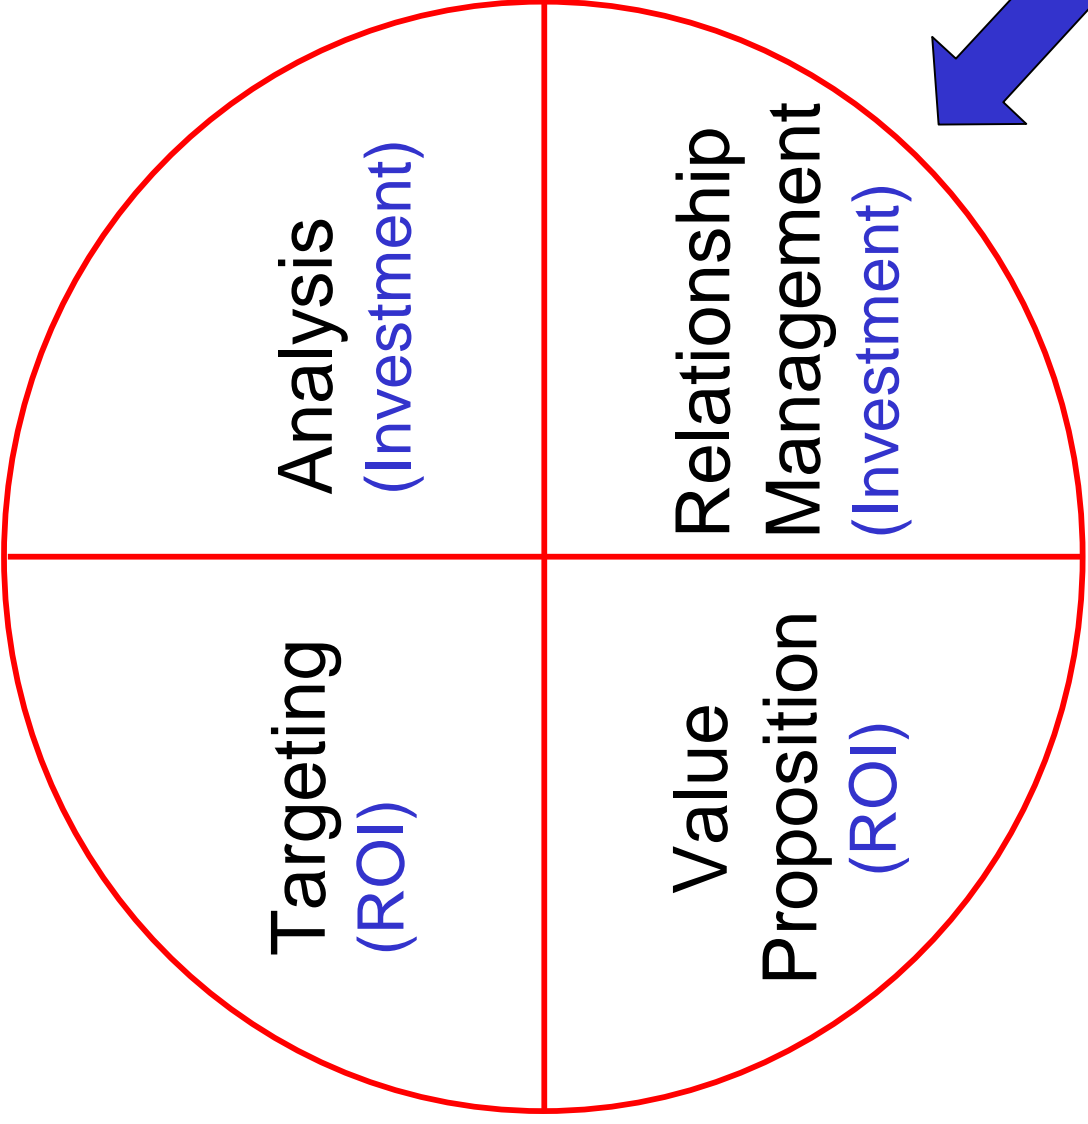 Targeting
(ROI)
Analysis
(Investment)
Value
Proposition
(ROI)
Relationship
Management
(Investment)